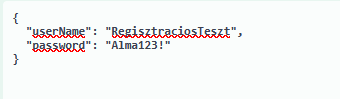 {
  "userName": "RegisztraciosTeszt",
  "password": "Alma123!"
}